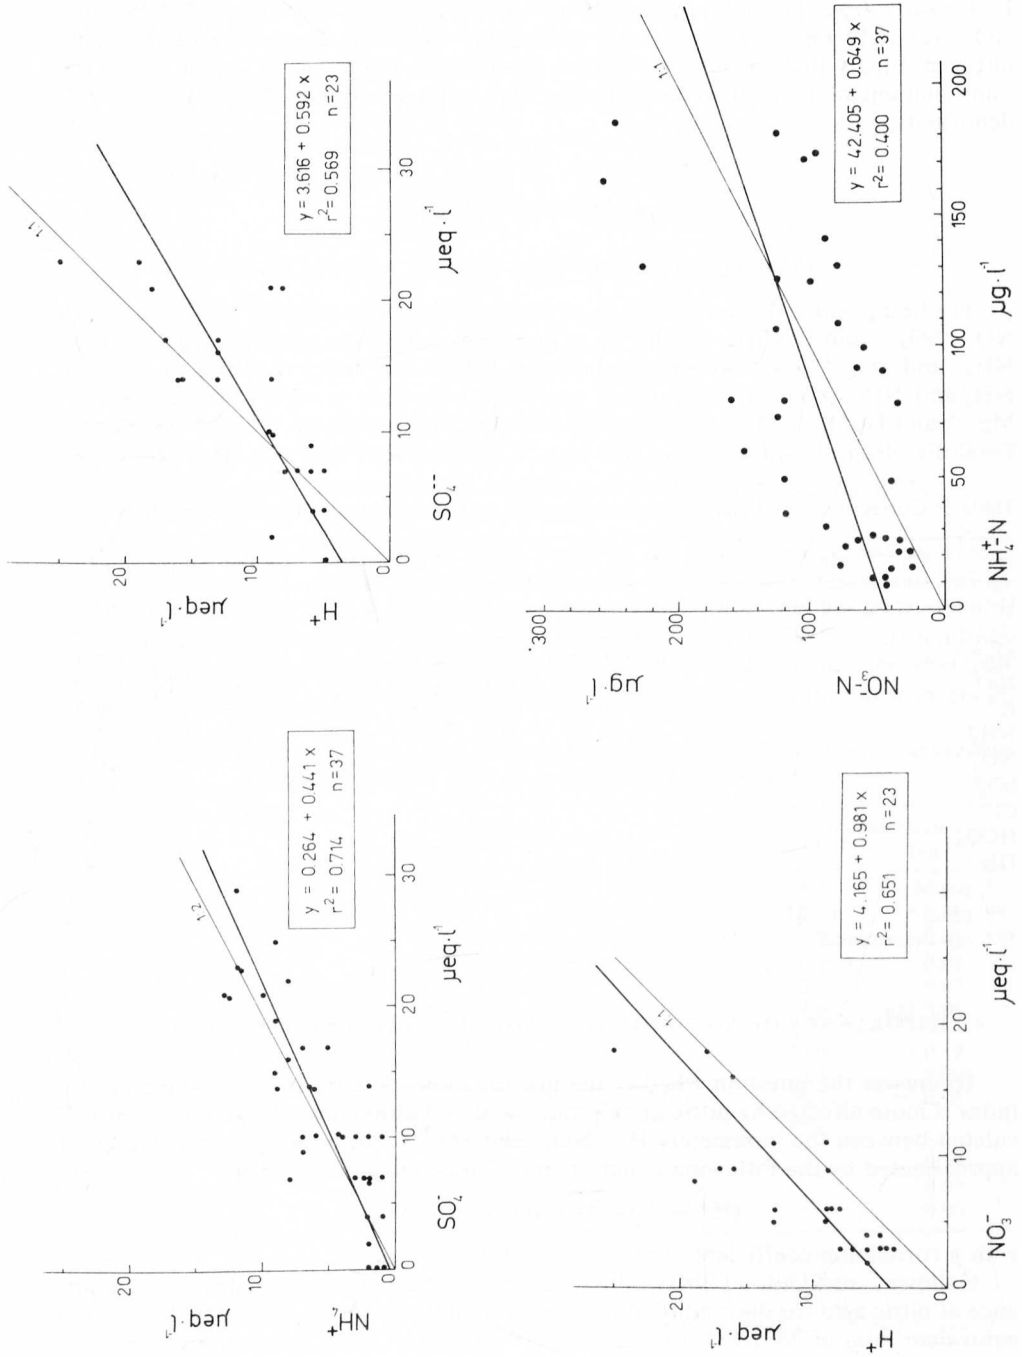 20
10
0
μeq·l⁻¹
NH₄⁺
1:2
y = 0.264 + 0.441 x
r² = 0.714 n=37
0
10
20
30
SO₄⁻
μeq·l⁻¹
20
10
μeq·l⁻¹
H⁺
1:1
y = 3.616 + 0.592 x
r² = 0.569 n=23
0
10
20
30
SO₄⁻⁻
μeq·l⁻¹
20
10
0
μeq·l⁻¹
H⁺
1:1
y = 4.165 + 0.981 x
r² = 0.651 n=23
0
10
20
NO₃⁻
μeq·l⁻¹
300
200
100
0
μg·l⁻¹
NO₃⁻-N
1:1
y = 42.405 + 0.649 x
r² = 0.400 n=37
0
50
100
150
200
NH₄⁺-N
μg·l⁻¹